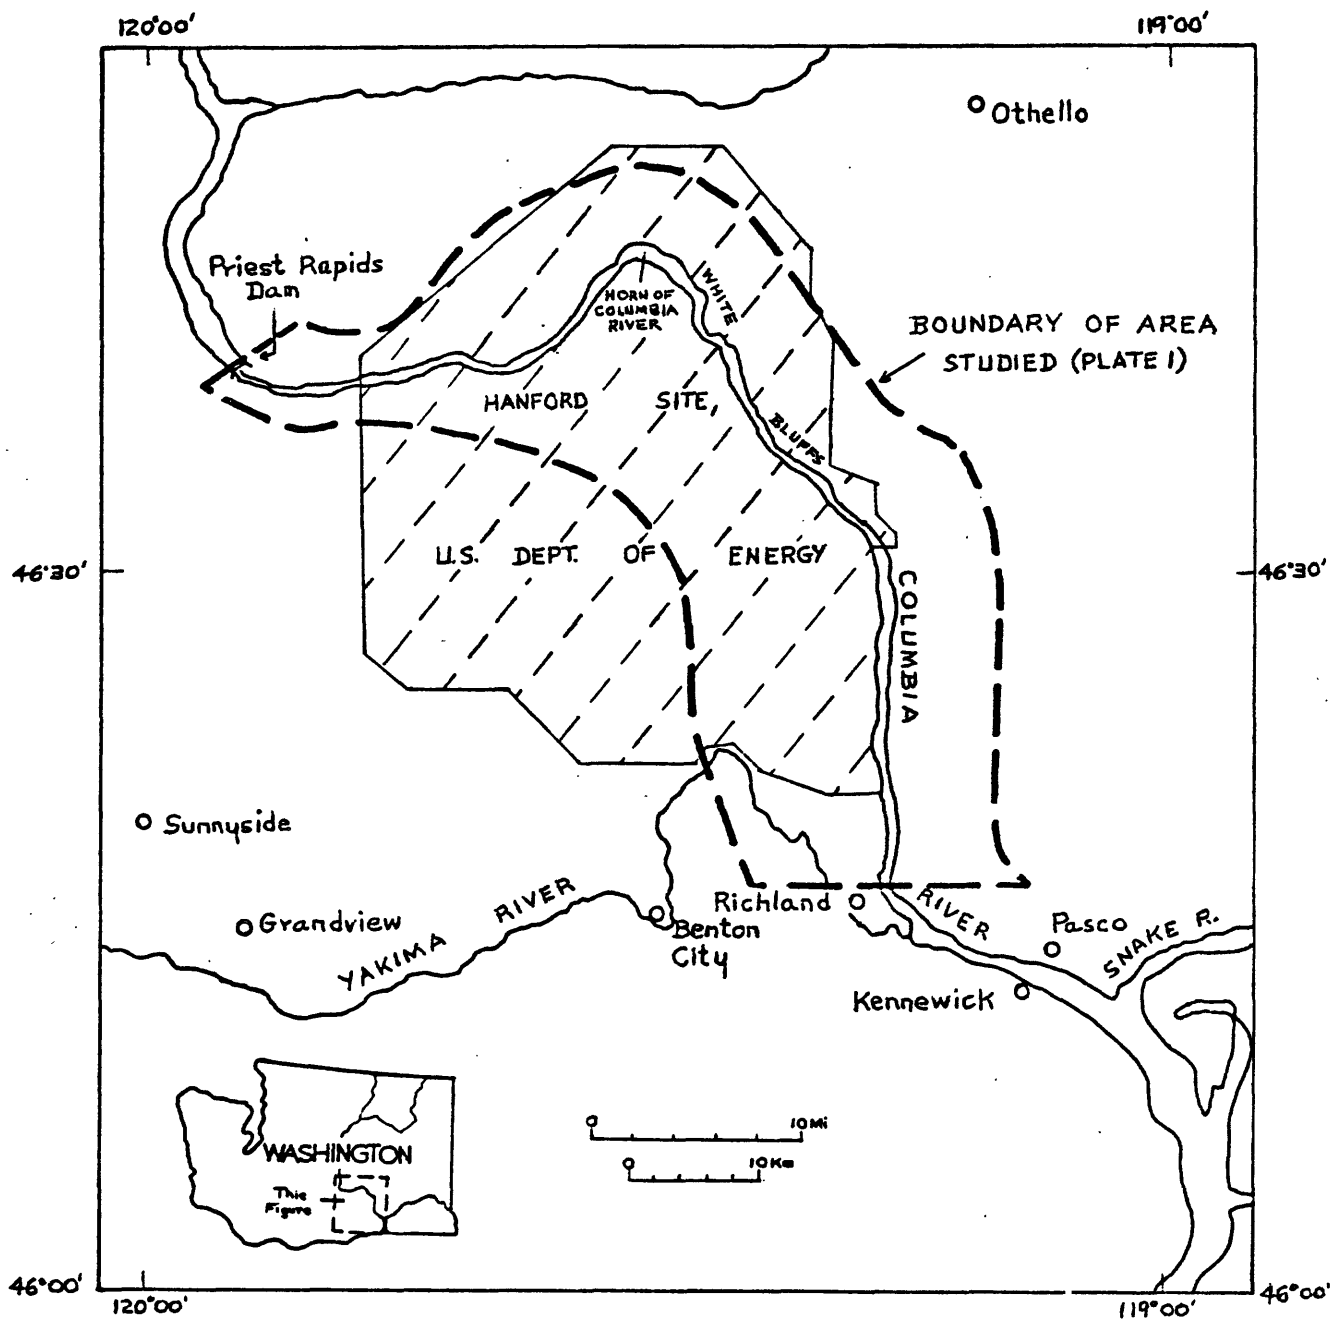 120°00'
119°00'
Othello
Priest Rapids
Dam
WHITE
HORN OF
COLUMBIA
RIVER
BOUNDARY OF AREA
STUDIED (PLATE 1)
HANFORD SITE,
BLUFFS
U.S. DEPT. OF ENERGY
46°30'
46°30'
COLUMBIA
Sunnyside
Richland
RIVER
Grandview
YAKIMA RIVER
Benton
City
Pasco
SNAKE R.
Kennewick
WASHINGTON
This
Figure
0 10 Mi
0 10 Km
46°00'
46°00'
120°00'
119°00'